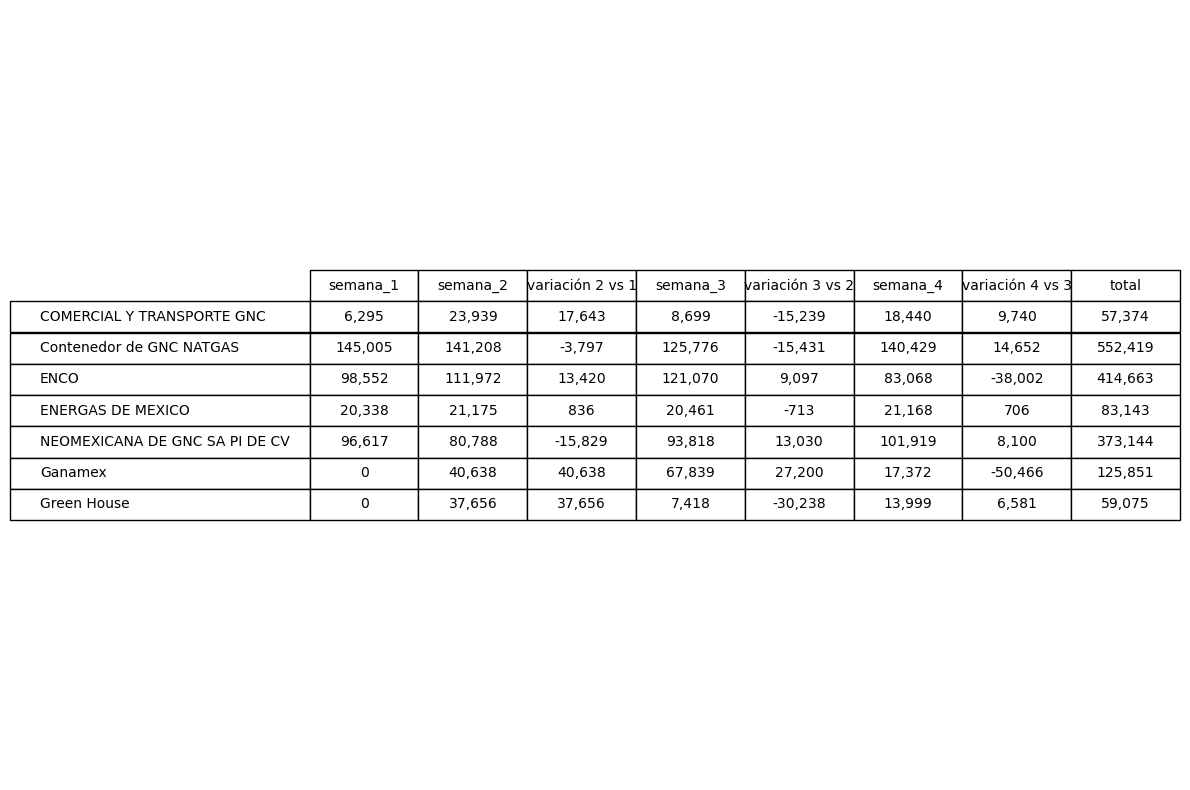 semana_1 semana_2 variación 2 vs 1 semana_3 variación 3 vs 2 semana_4 variación 4 vs 3 total
COMERCIAL Y TRANSPORTE GNC 6,295 23,939 17,643 8,699 -15,239 18,440 9,740 57,374
Contenedor de GNC NATGAS 145,005 141,208 -3,797 125,776 -15,431 140,429 14,652 552,419
ENCO 98,552 111,972 13,420 121,070 9,097 83,068 -38,002 414,663
ENERGAS DE MEXICO 20,338 21,175 836 20,461 -713 21,168 706 83,143
NEOMEXICANA DE GNC SA PI DE CV 96,617 80,788 -15,829 93,818 13,030 101,919 8,100 373,144
Ganamex 0 40,638 40,638 67,839 27,200 17,372 -50,466 125,851
Green House 0 37,656 37,656 7,418 -30,238 13,999 6,581 59,075